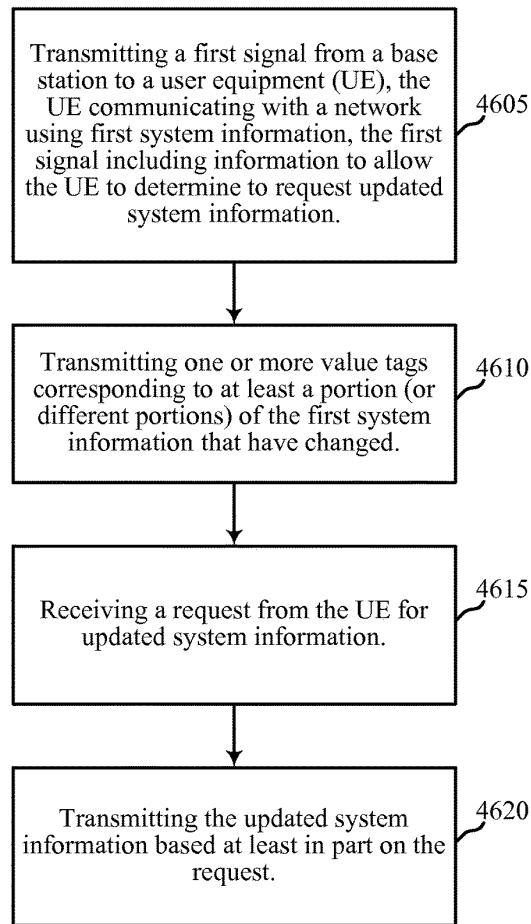 Transmitting a first signal from a base
station to a user equipment (UE), the
UE communicating with a network
using first system information, the first
signal including information to allow
the UE to determine to request updated
system information.
4605
Transmitting one or more value tags
corresponding to at least a portion (or
different portions) of the first system
information that have changed.
4610
Receiving a request from the UE for
updated system information.
4615
Transmitting the updated system
information based at least in part on the
request.
4620